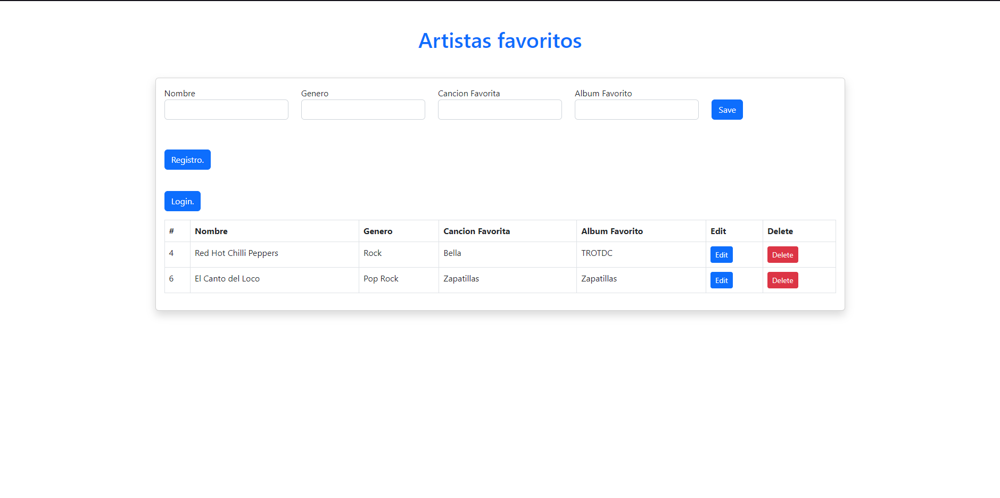 Artistas favoritos
Nombre Genero Cancion Favorita Album Favorito
Save
Registro.
Login.
# Nombre Genero Cancion Favorita Album Favorito Edit Delete
4 Red Hot Chilli Peppers Rock Bella TROTDC Edit Delete
6 El Canto del Loco Pop Rock Zapatillas Zapatillas Edit Delete